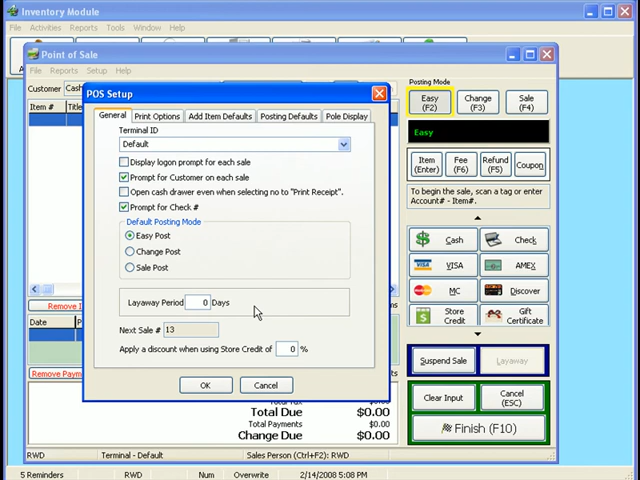 Inventory Module
File Activities Reports Tools Window Help
Point of Sale
File Reports Setup Help
Customer
Item #
POS Setup
General Print Options Add Item Defaults Posting Defaults Pole Display
Terminal ID
Default
Display logon prompt for each sale
Prompt for Customer on each sale
Open cash drawer even when selecting no to "Print Receipt".
Prompt for Check #
Default Posting Mode
Easy Post
Change Post
Sale Post
Layaway Period 0 Days
Next Sale # 13
Apply a discount when using Store Credit of 0 %
OK Cancel
Posting Mode
Easy (F2)
Change (F3)
Sale (F4)
Easy
Item (Enter)
Fee (F6)
Refund (F5)
Coupon
To begin the sale, scan a tag or enter
Account# - Item#.
Cash Check
VISA AMEX
MC Discover
Store Credit
Gift Certificate
Suspend Sale Layaway
Clear Input
Cancel (ESC)
Finish (F10)
Date
Total Tax $0.00
Total Due $0.00
Total Payments $0.00
Change Due $0.00
RWD Terminal - Default Sales Person (Ctrl+F2): RWD
5 Reminders RWD Num Overwrite 2/14/2008 5:08 PM